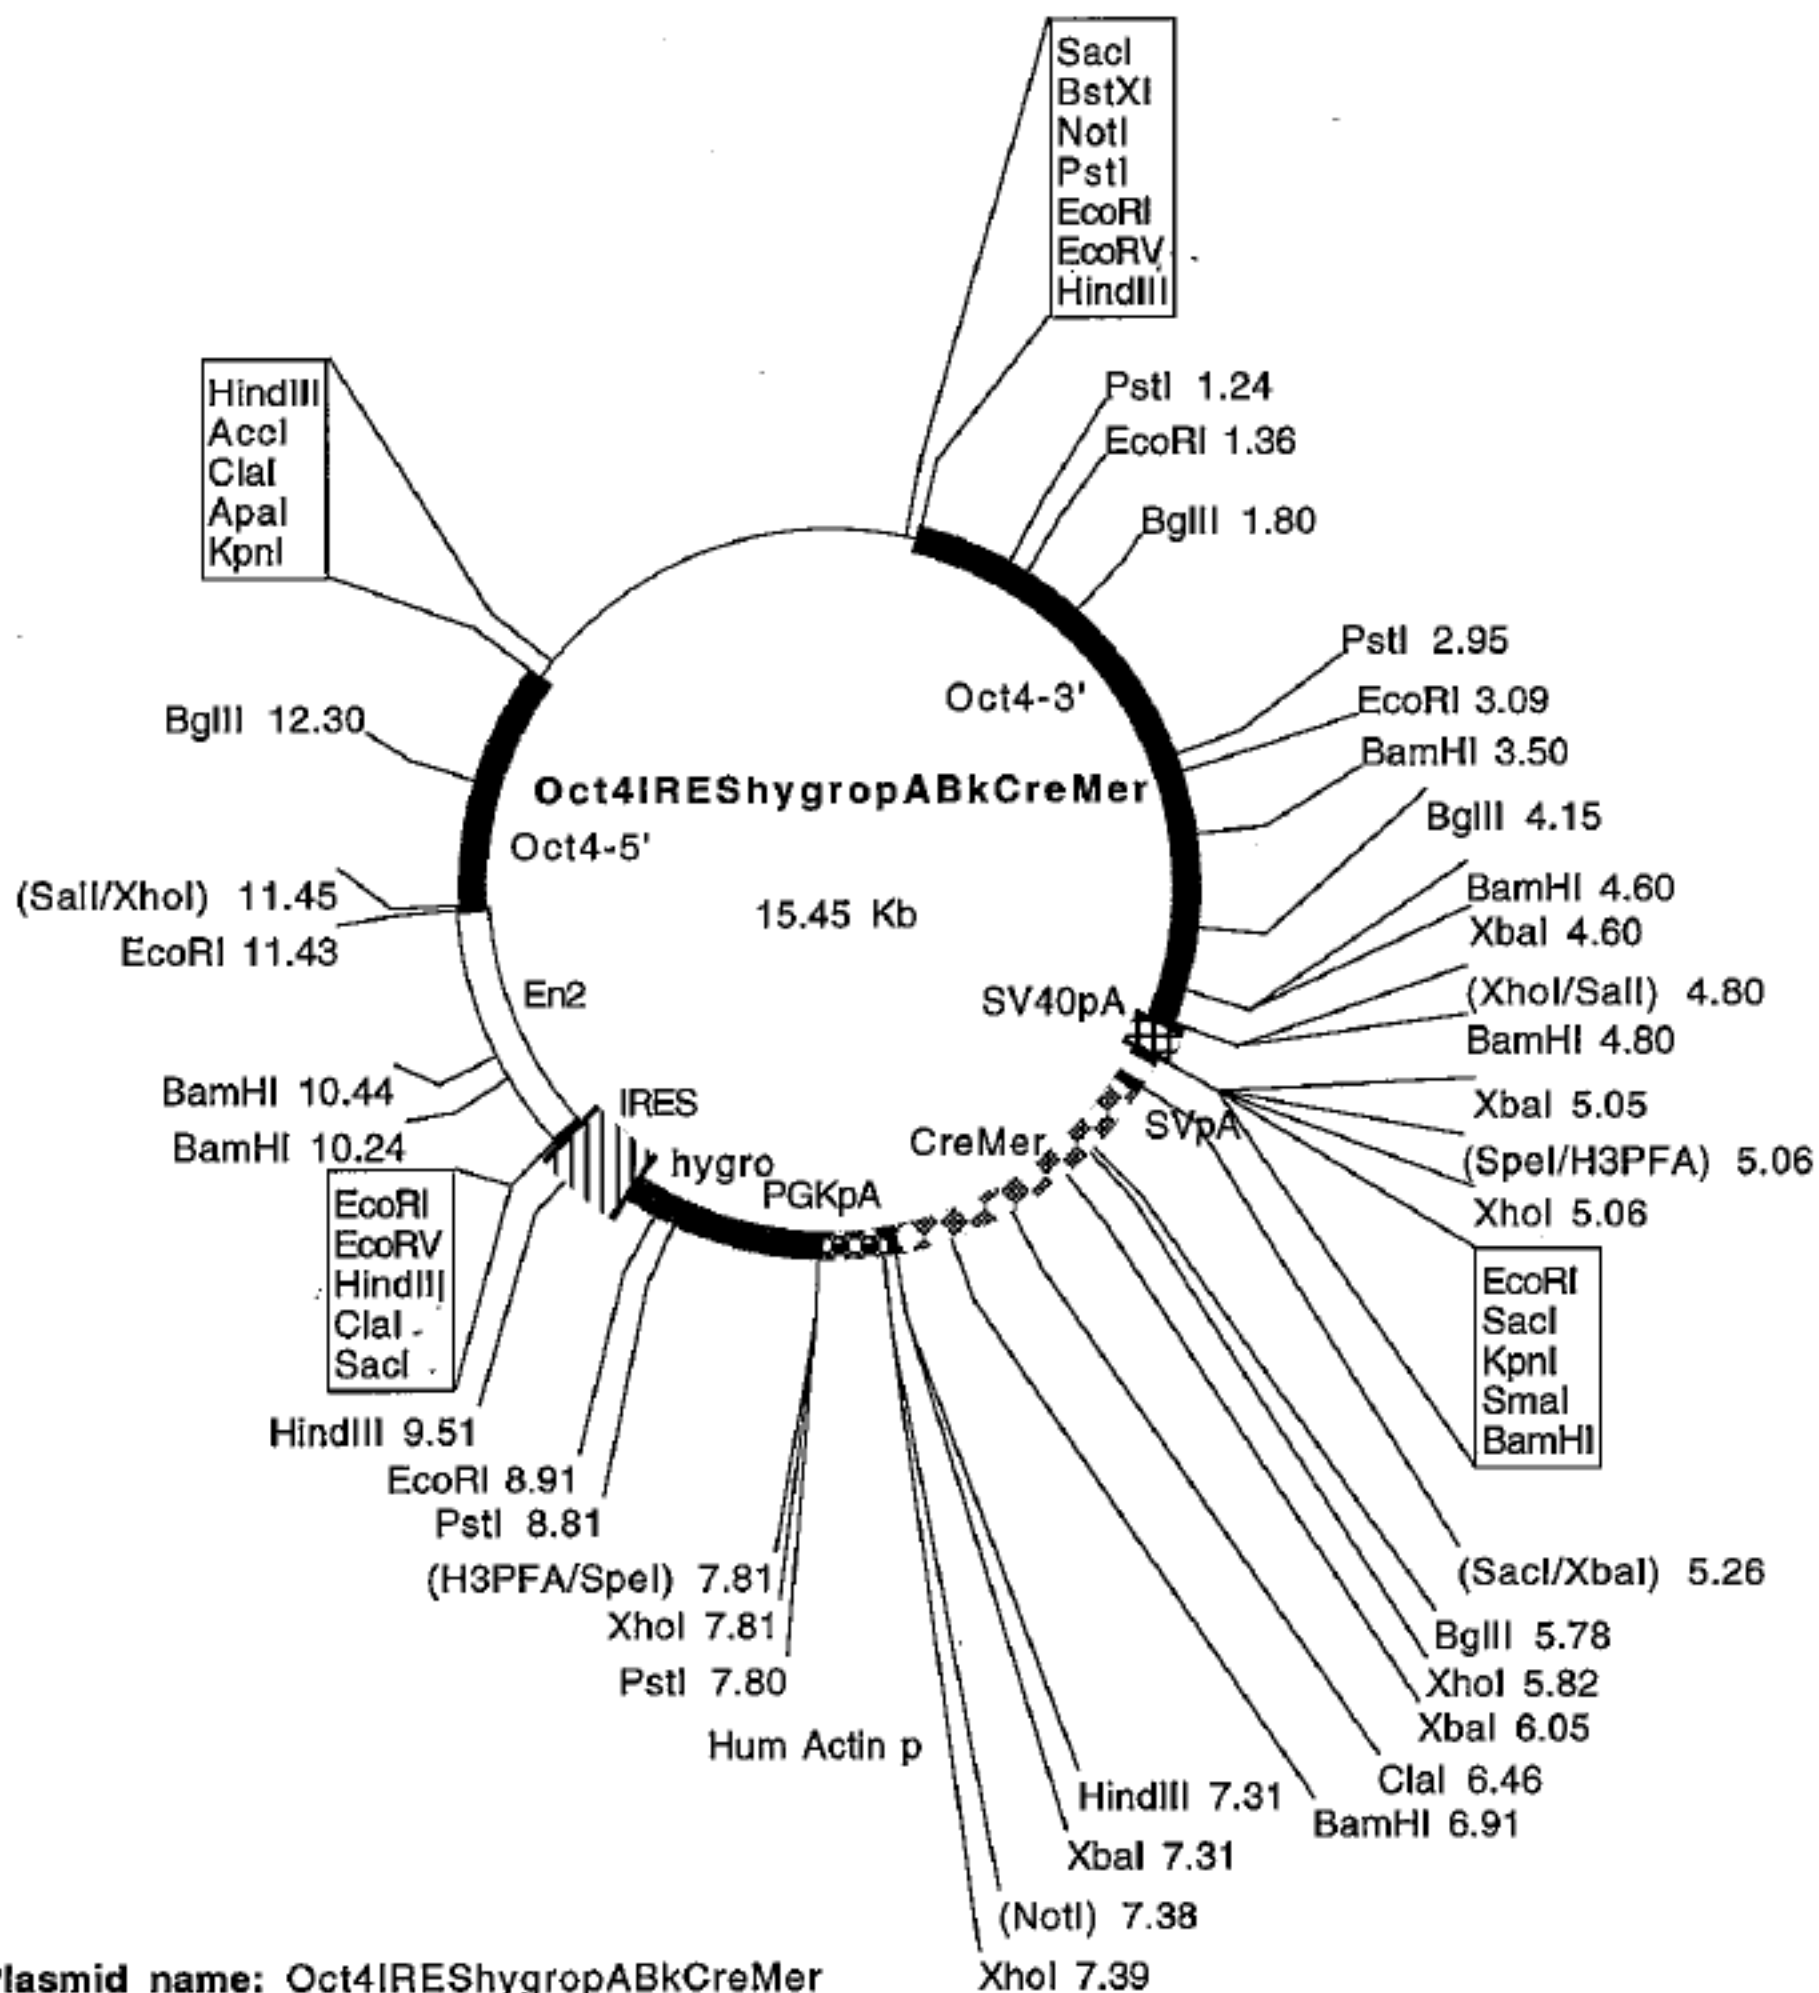 SacI
BstXI
NotI
PstI
EcoRI
EcoRV
HindIII
HindIII
AccI
ClaI
ApaI
KpnI
PstI 1.24
EcoRI 1.36
BglII 1.80
PstI 2.95
EcoRI 3.09
BamHI 3.50
BglII 4.15
BamHI 4.60
XbaI 4.60
(XhoI/SalI) 4.80
BamHI 4.80
XbaI 5.05
(SpeI/H3PFA) 5.06
XhoI 5.06
EcoRI
SacI
KpnI
SmaI
BamHI
(SacI/XbaI) 5.26
BglII 5.78
XhoI 5.82
XbaI 6.05
ClaI 6.46
BamHI 6.91
HindIII 7.31
XbaI 7.31
(NotI) 7.38
XhoI 7.39
Hum Actin p
PstI 7.80
XhoI 7.81
(H3PFA/SpeI) 7.81
PstI 8.81
EcoRI 8.91
HindIII 9.51
EcoRI
EcoRV
HindIII
ClaI
SacI
BamHI 10.24
BamHI 10.44
EcoRI 11.43
(SalI/XhoI) 11.45
BglII 12.30
Oct4-3'
Oct4IREShygropABkCreMer
Oct4-5'
15.45 Kb
En2
SV40pA
IRES
hygro
PGKpA
CreMer
SVpA
Plasmid name: Oct4IREShygropABkCreMer